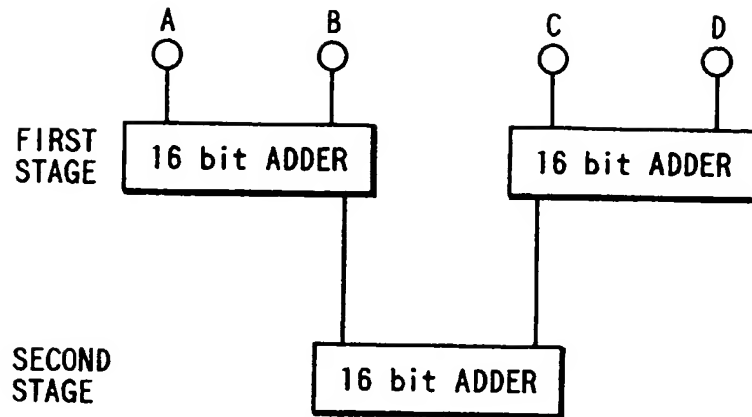 A B C D
FIRST
STAGE
16 bit ADDER 16 bit ADDER
SECOND
STAGE
16 bit ADDER